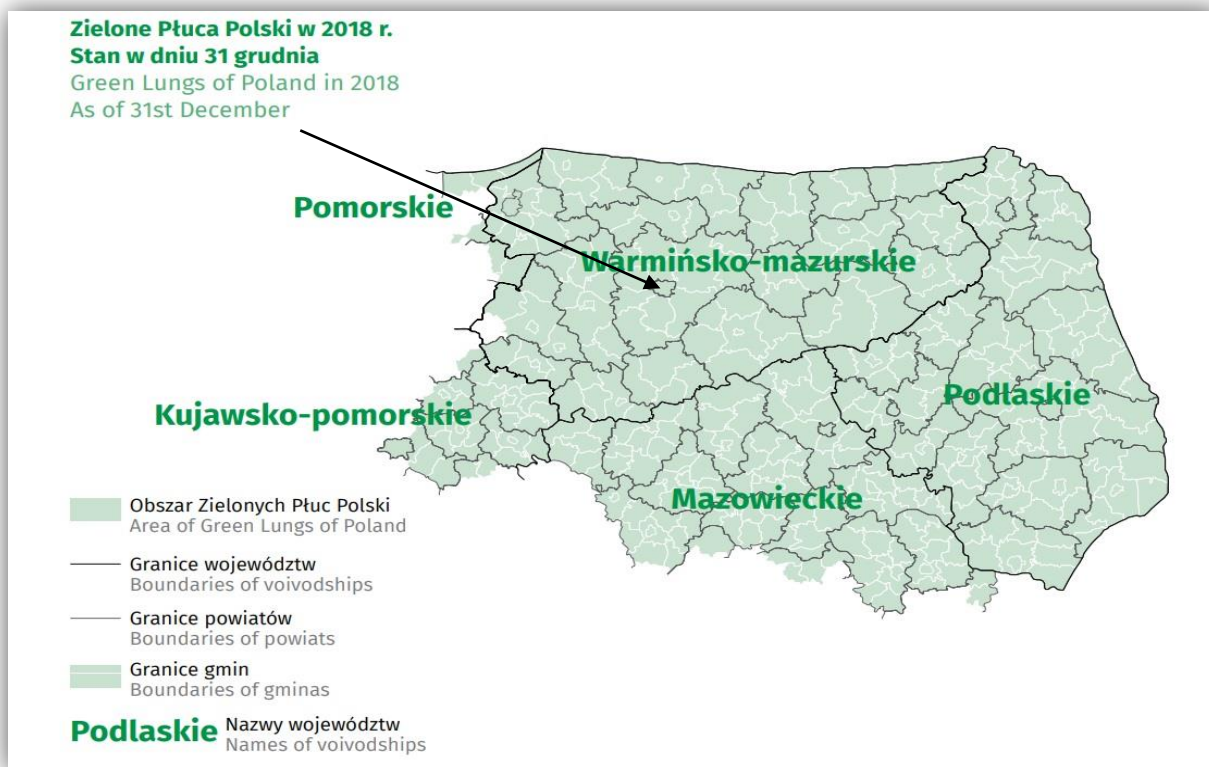 Zielone Płuca Polski w 2018 r.
Stan w dniu 31 grudnia
Green Lungs of Poland in 2018
As of 31st December
Pomorskie
Warmińsko-mazurskie
Podlaskie
Kujawsko-pomorskie
Mazowieckie
Obszar Zielonych Płuc Polski
Area of Green Lungs of Poland
Granice województw
Boundaries of voivodships
Granice powiatów
Boundaries of powiats
Granice gmin
Boundaries of gminas
Podlaskie Nazwy województw
Names of voivodships